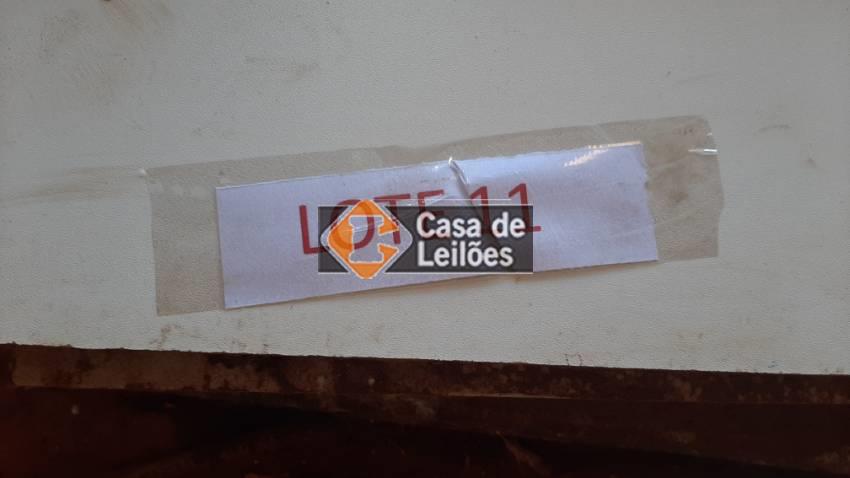 LOTE 11
Casa de
Leilões